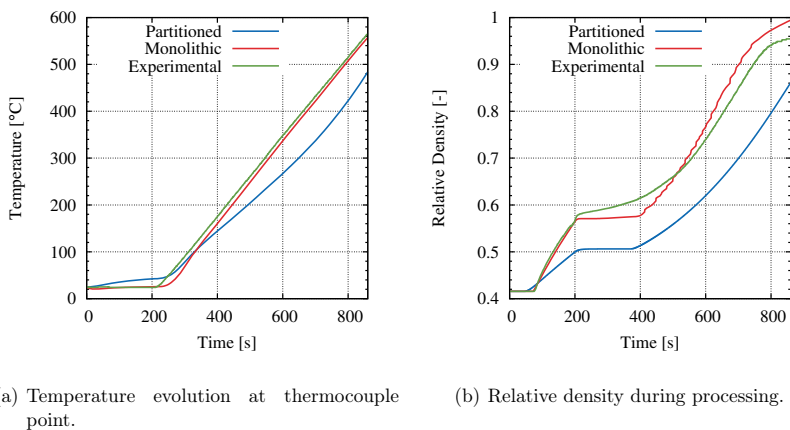 600
500
400
300
200
100
0
Temperature [°C]
Partitioned
Monolithic
Experimental
0 200 400 600 800
Time [s]
1
0.9
0.8
0.7
0.6
0.5
0.4
Relative Density [-]
Partitioned
Monolithic
Experimental
0 200 400 600 800
Time [s]
Temperature evolution at thermocouple
point.
(b) Relative density during processing.